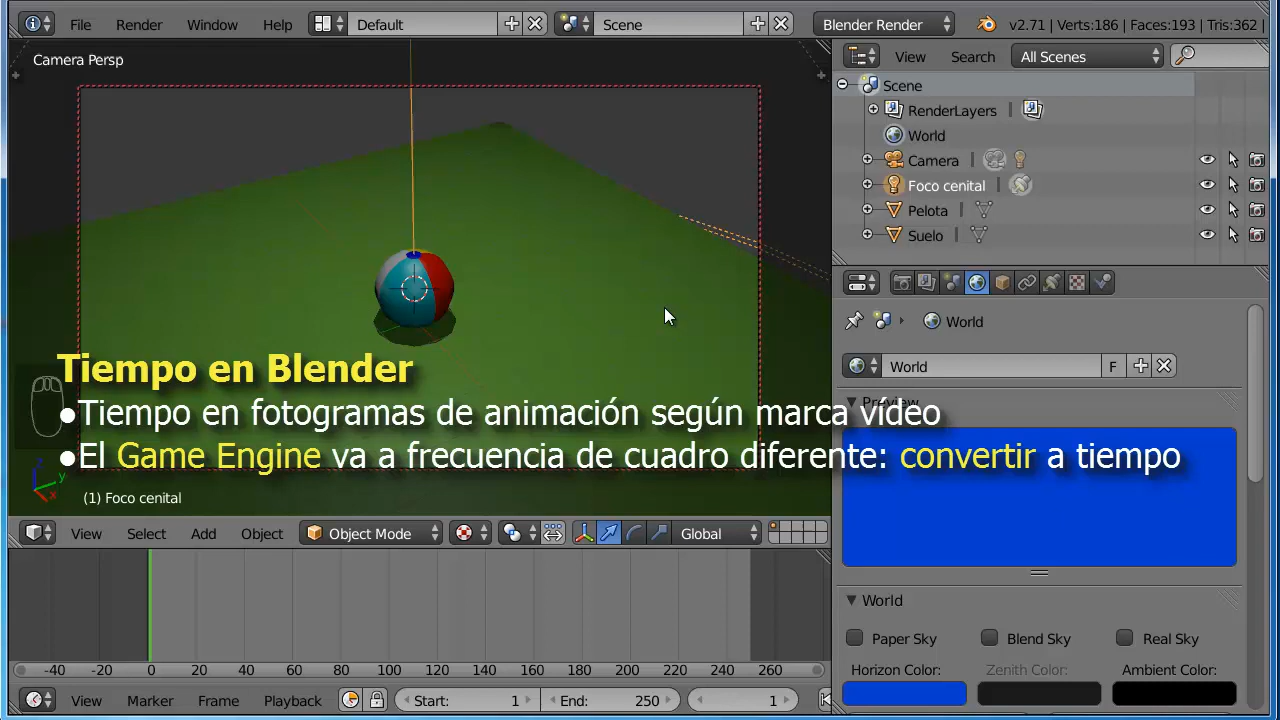 File Render Window Help Default Scene Blender Render v2.71 | Verts:186 | Faces:193 | Tris:362 |
Camera Persp
View Search All Scenes
Scene
RenderLayers
World
Camera
Foco cenital
Pelota
Suelo
World
World F
Preview
Tiempo en Blender
●Tiempo en fotogramas de animación según marca vídeo
●El Game Engine va a frecuencia de cuadro diferente: convertir a tiempo
z y x
(1) Foco cenital
View Select Add Object Object Mode Global
World
Paper Sky Blend Sky Real Sky
Horizon Color: Zenith Color: Ambient Color:
-40 -20 0 20 40 60 80 100 120 140 160 180 200 220 240 260
View Marker Frame Playback Start: 1 End: 250 1